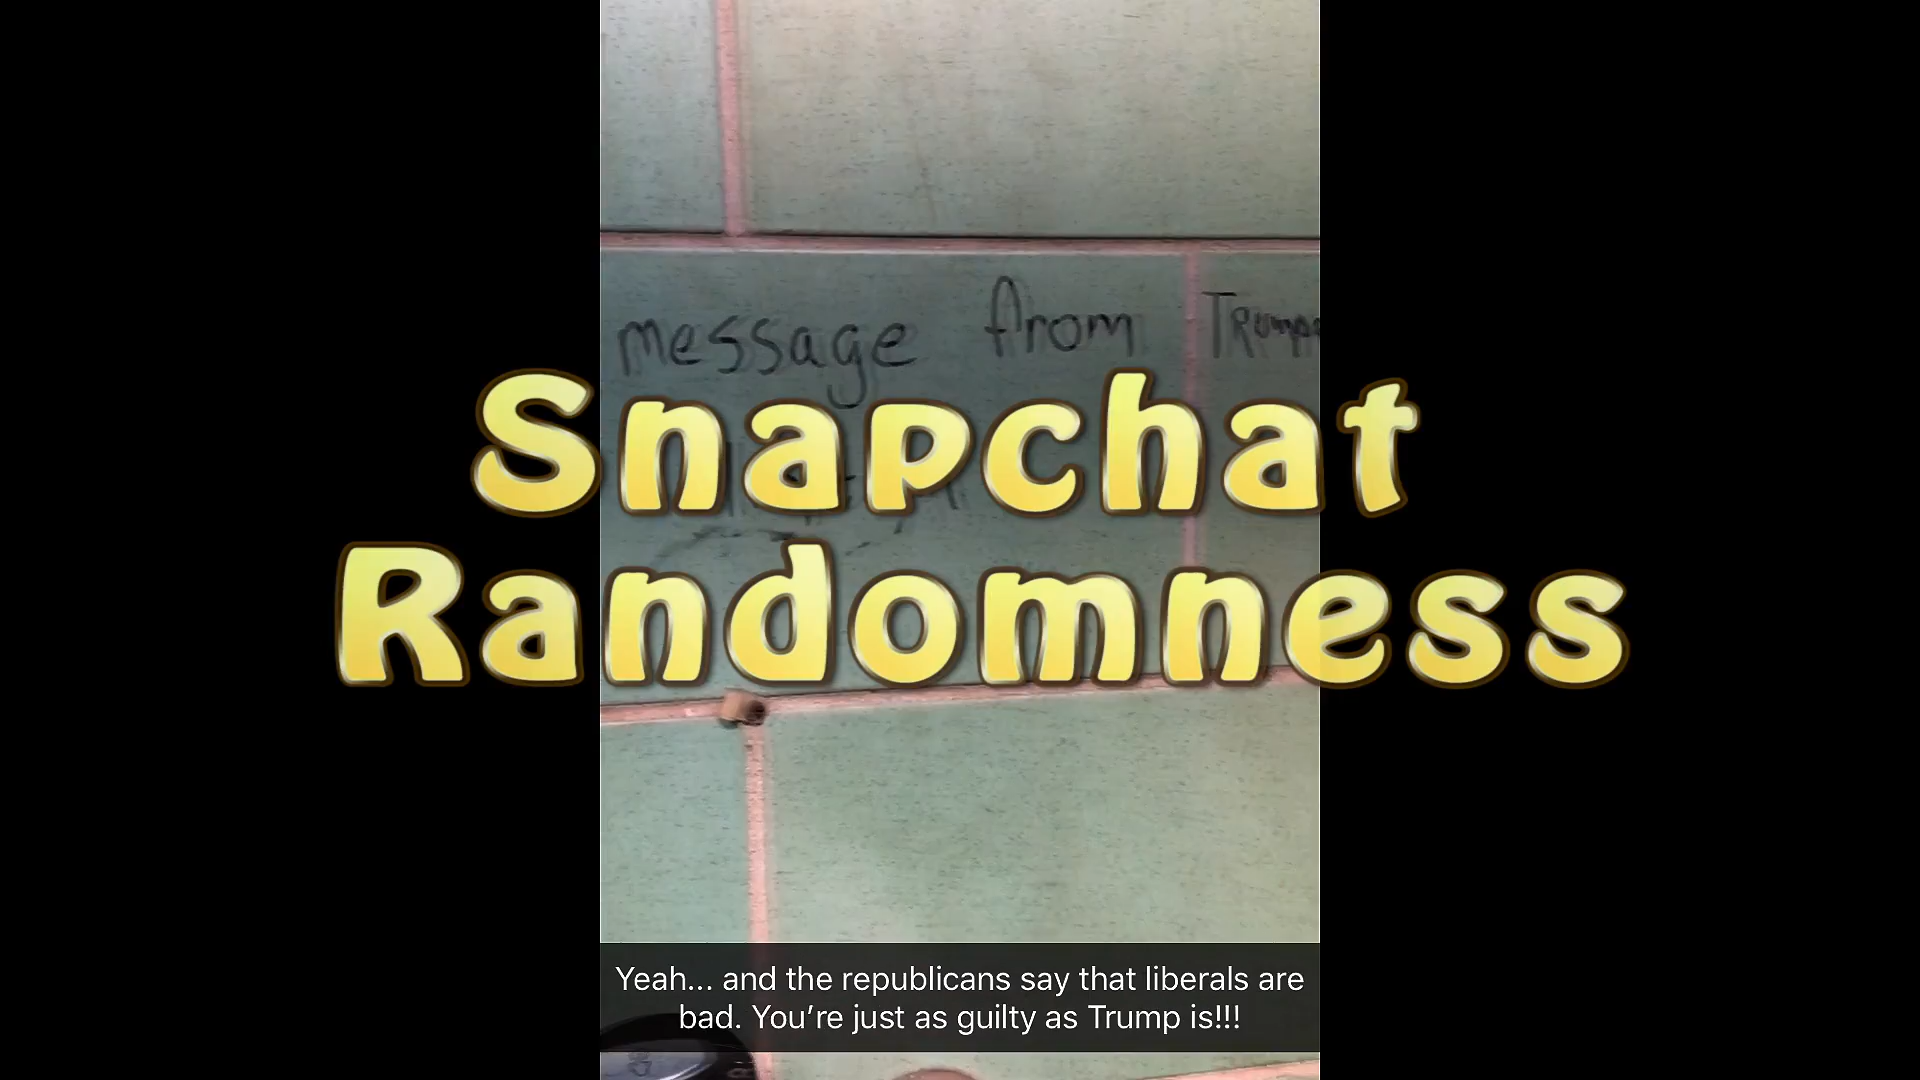 message from
Snapchat
Randomness
Yeah... and the republicans say that liberals are
bad. You’re just as guilty as Trump is!!!